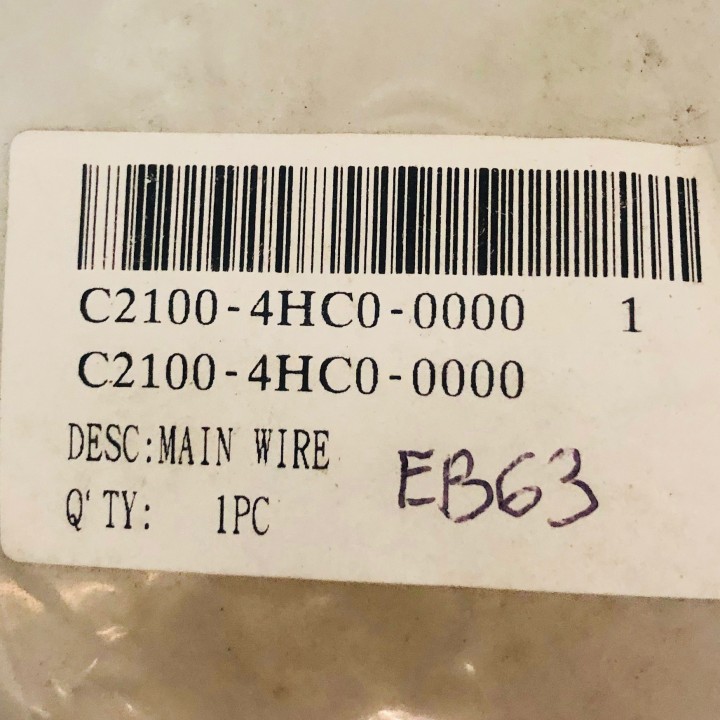 C2100-4HC0-0000 1
C2100-4HC0-0000
DESC:MAIN WIRE
Q'TY: 1PC
EB63